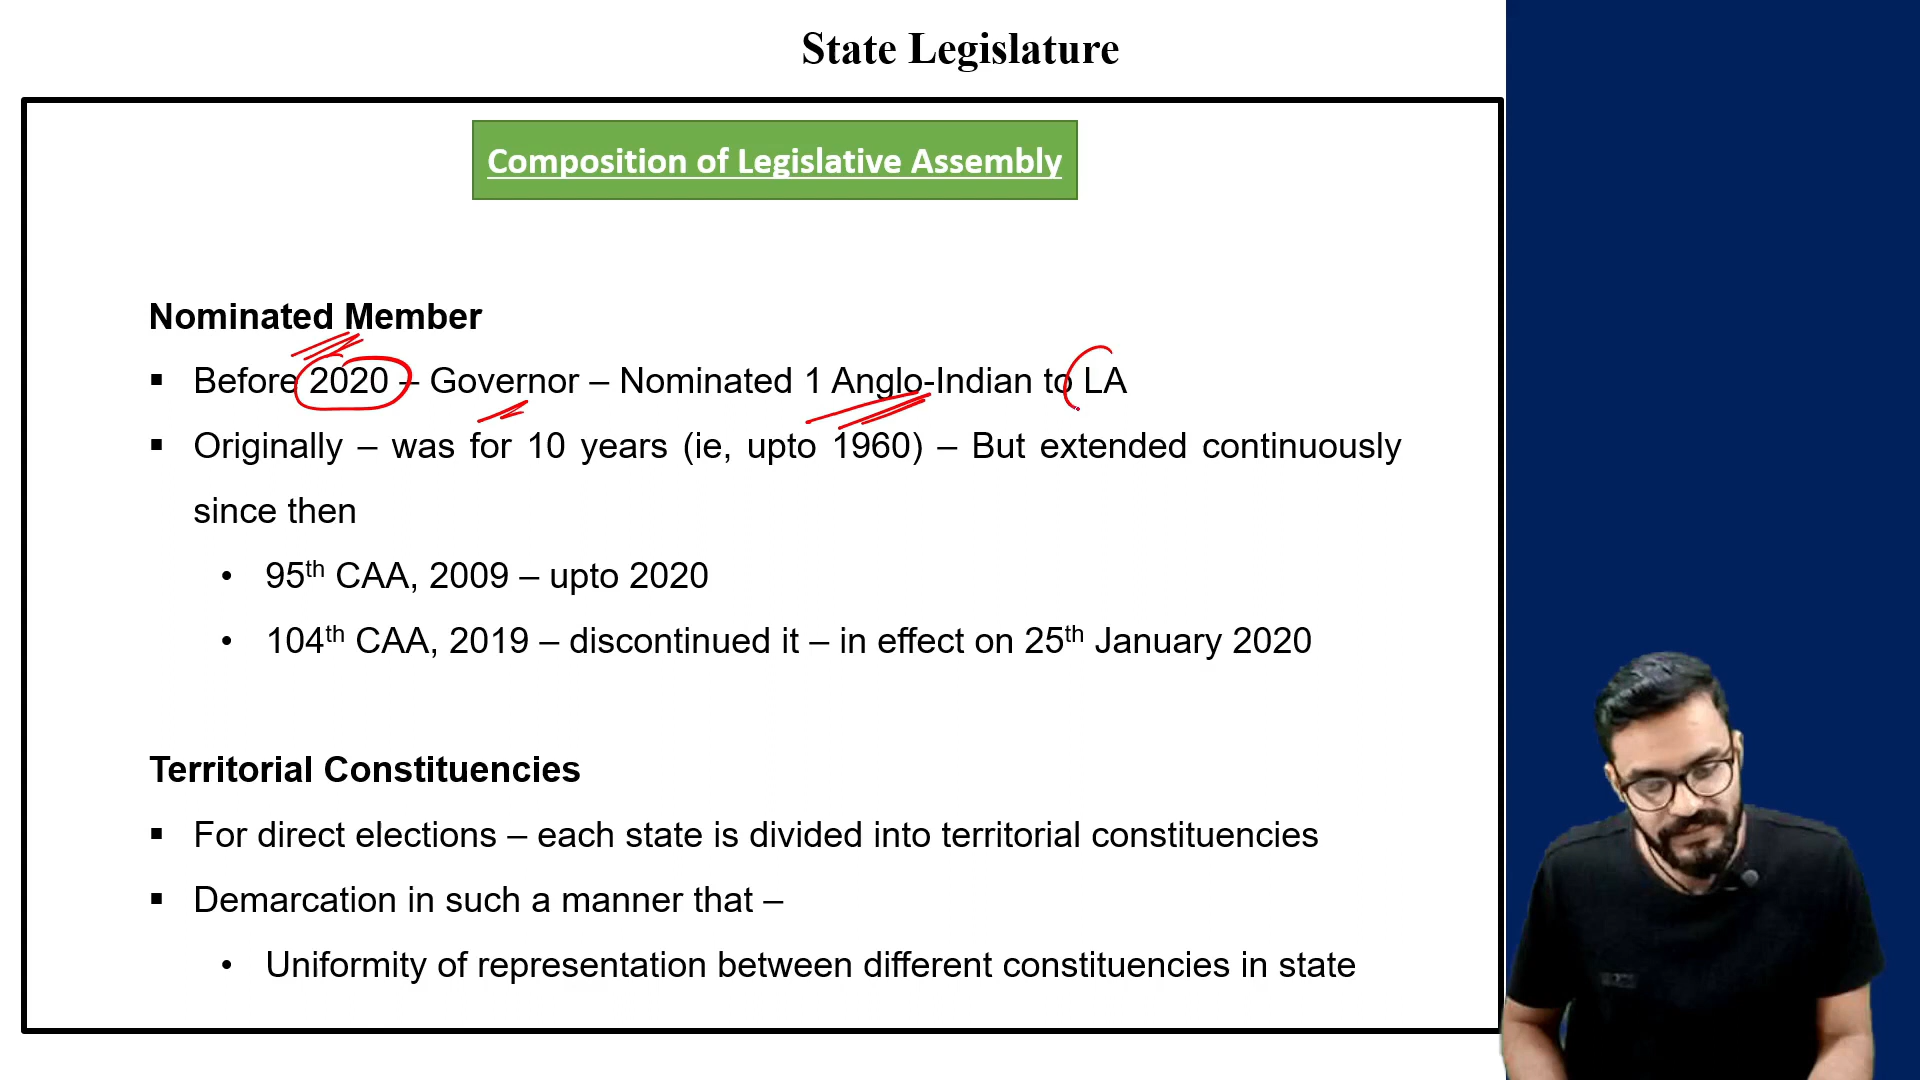 State Legislature
Composition of Legislative Assembly
Nominated Member
▪ Before 2020 – Governor – Nominated 1 Anglo-Indian to LA
▪ Originally – was for 10 years (ie, upto 1960) – But extended continuously
since then
• 95th CAA, 2009 – upto 2020
• 104th CAA, 2019 – discontinued it – in effect on 25th January 2020
Territorial Constituencies
▪ For direct elections – each state is divided into territorial constituencies
▪ Demarcation in such a manner that –
• Uniformity of representation between different constituencies in state